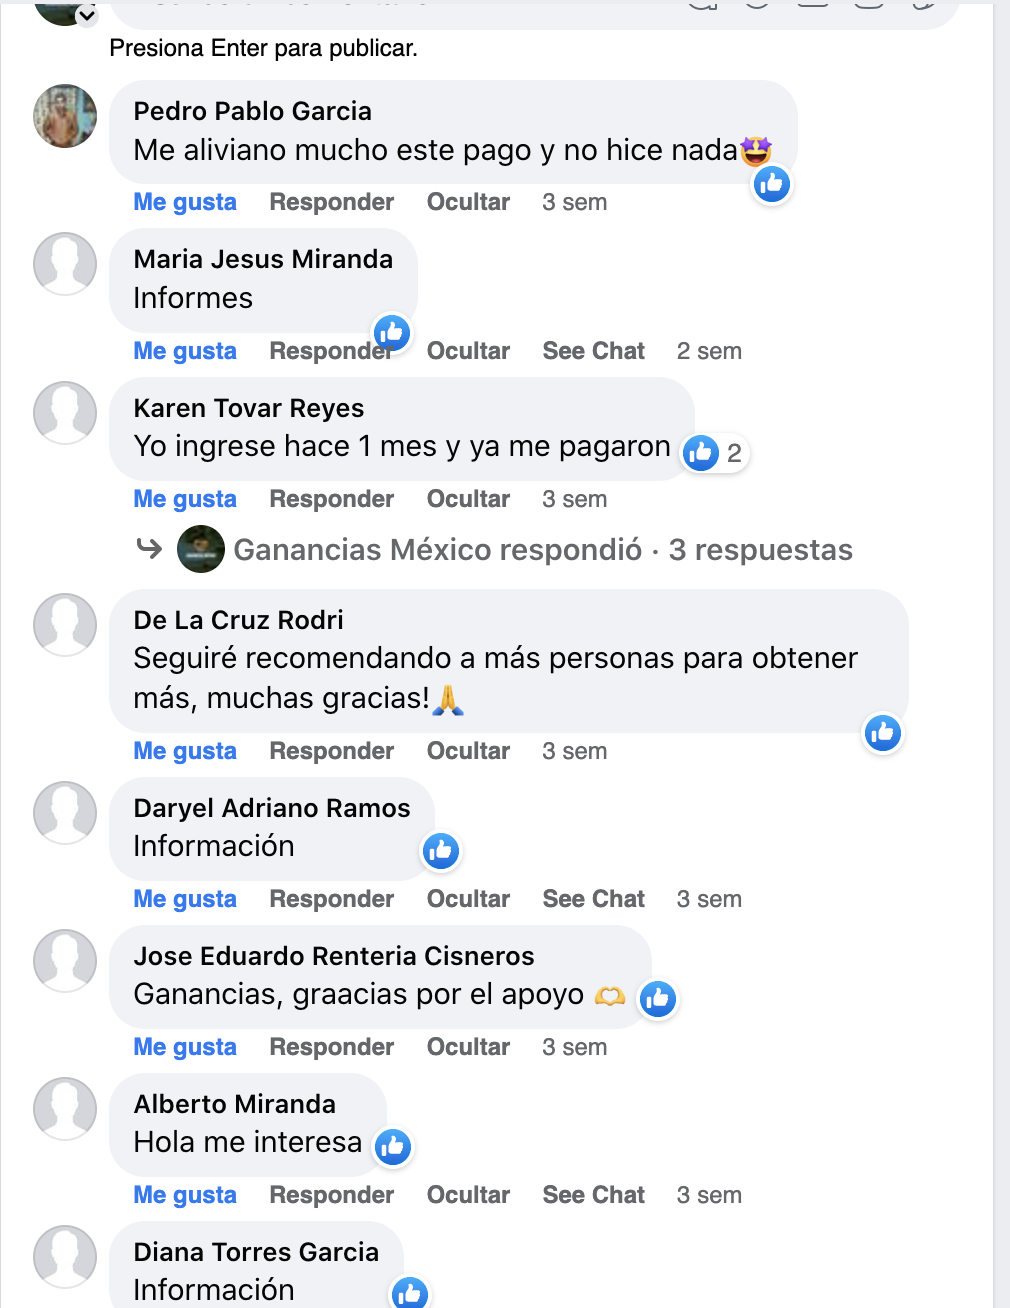 Presiona Enter para publicar.
Pedro Pablo Garcia
Me aliviano mucho este pago y no hice nada🤩
Me gusta Responder Ocultar 3 sem
Maria Jesus Miranda
Informes
Me gusta Responder Ocultar See Chat 2 sem
Karen Tovar Reyes
Yo ingrese hace 1 mes y ya me pagaron 2
Me gusta Responder Ocultar 3 sem
Ganancias México respondió · 3 respuestas
De La Cruz Rodri
Seguiré recomendando a más personas para obtener
más, muchas gracias!🙏
Me gusta Responder Ocultar 3 sem
Daryel Adriano Ramos
Información
Me gusta Responder Ocultar See Chat 3 sem
Jose Eduardo Renteria Cisneros
Ganancias, graacias por el apoyo 🫶
Me gusta Responder Ocultar 3 sem
Alberto Miranda
Hola me interesa
Me gusta Responder Ocultar See Chat 3 sem
Diana Torres Garcia
Información